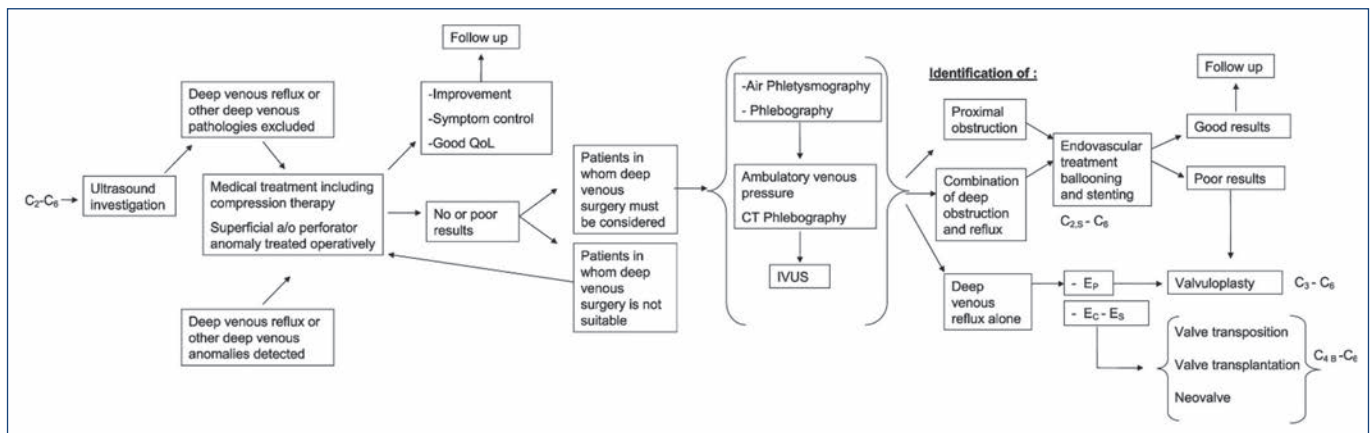 C2-C6
Ultrasound
investigation
Deep venous reflux or
other deep venous
pathologies excluded
Medical treatment including
compression therapy
Superficial a/o perforator
anomaly treated operatively
Deep venous reflux or
other deep venous
anomalies detected
Follow up
-Improvement
-Symptom control
-Good QoL
No or poor
results
Patients in
whom deep
venous
surgery must
be considered
Patients in
whom deep
venous
surgery is not
suitable
-Air Phletysmography
- Phlebography
Ambulatory venous
pressure
CT Phlebography
IVUS
Identification of :
Proximal
obstruction
Combination
of deep
obstruction
and reflux
Deep
venous
reflux alone
Endovascular
treatment
ballooning
and stenting
C2,S - C6
Follow up
Good results
Poor results
- EP
- EC - ES
Valvuloplasty
C3 - C6
Valve transposition
Valve transplantation
Neovalve
C4 B -C6